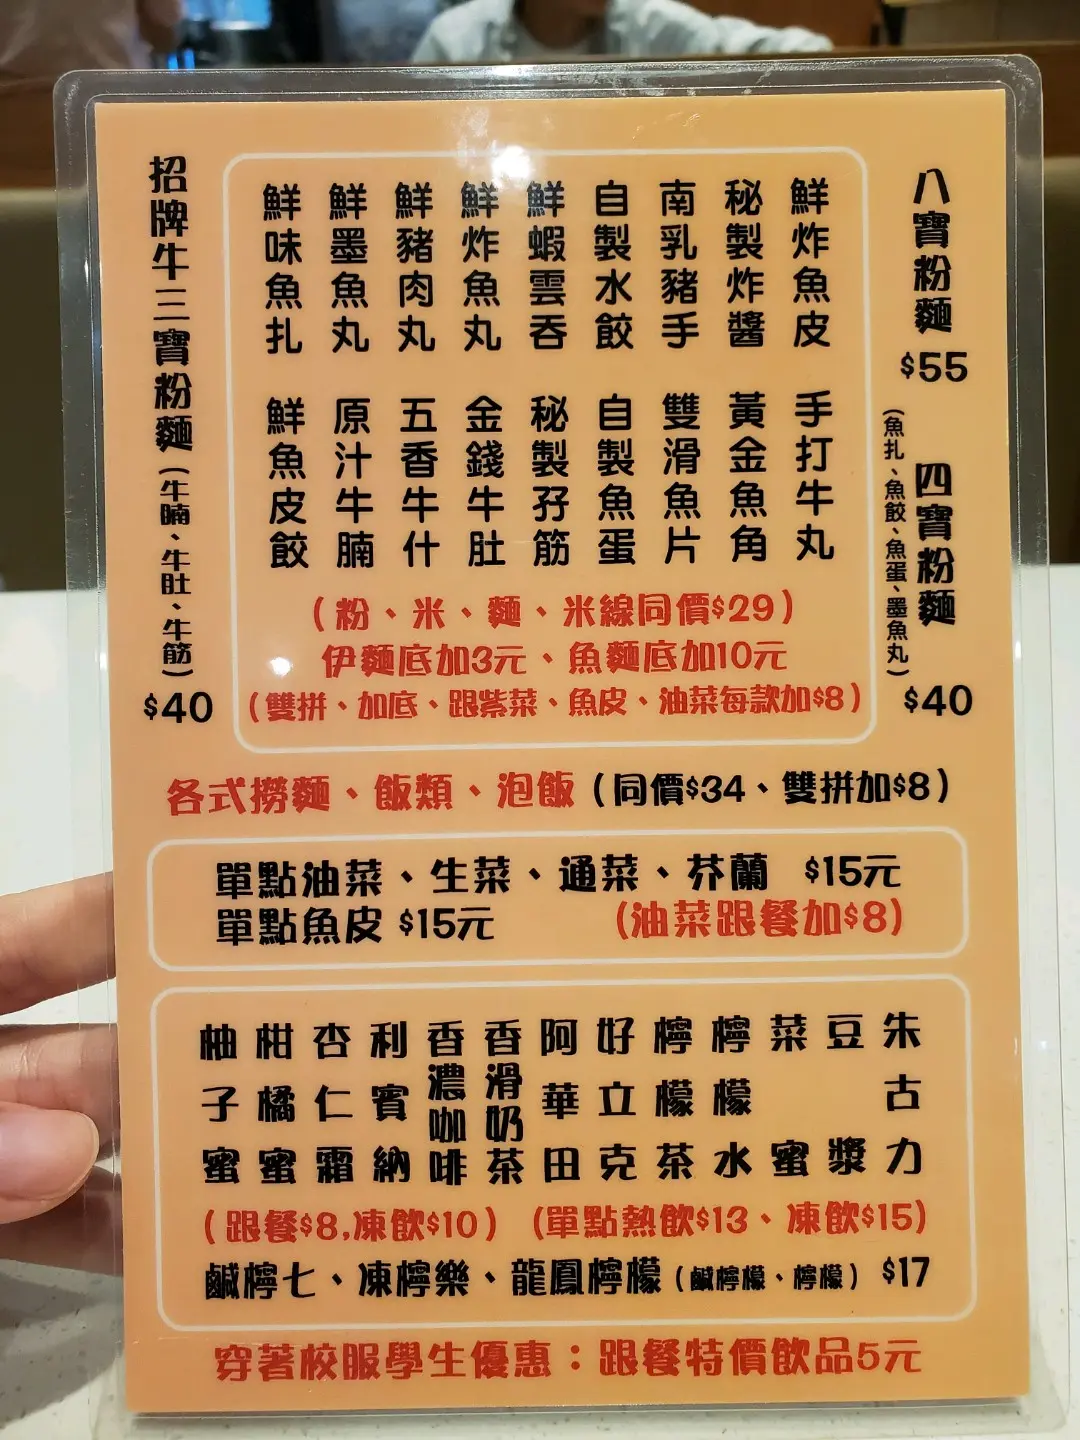 八寶粉麵 $55
四寶粉麵
(魚扎、魚餃、魚蛋、墨魚丸)
$40
鮮炸魚皮
秘製炸醬
南乳豬手
自製水餃
鮮蝦雲吞
鮮炸魚丸
鮮豬肉丸
鮮墨魚丸
鮮味魚扎
手打牛丸
黃金魚角
雙滑魚片
自製魚蛋
秘製孖筋
金錢牛肚
五香牛什
原汁牛腩
鮮魚皮餃
(粉、米、麵、米線同價$29)
伊麵底加3元、魚麵底加10元
(雙拼、加底、跟紫菜、魚皮、油菜每款加$8)
招牌牛三寶粉麵(牛腩、牛肚、牛筋)
$40
各式撈麵、飯類、泡飯(同價$34、雙拼加$8)
單點油菜、生菜、通菜、芥蘭 $15元
單點魚皮 $15元 (油菜跟餐加$8)
朱古力
豆漿
菜蜜
檸檬水
檸檬茶
好立克
阿華田
香滑奶茶
香濃咖啡
利賓納
杏仁霜
柑橘蜜
柚子蜜
(跟餐$8,凍飲$10) (單點熱飲$13、凍飲$15)
鹹檸七、凍檸樂、龍鳳檸檬(鹹檸檬、檸檬) $17
穿著校服學生優惠：跟餐特價飲品5元